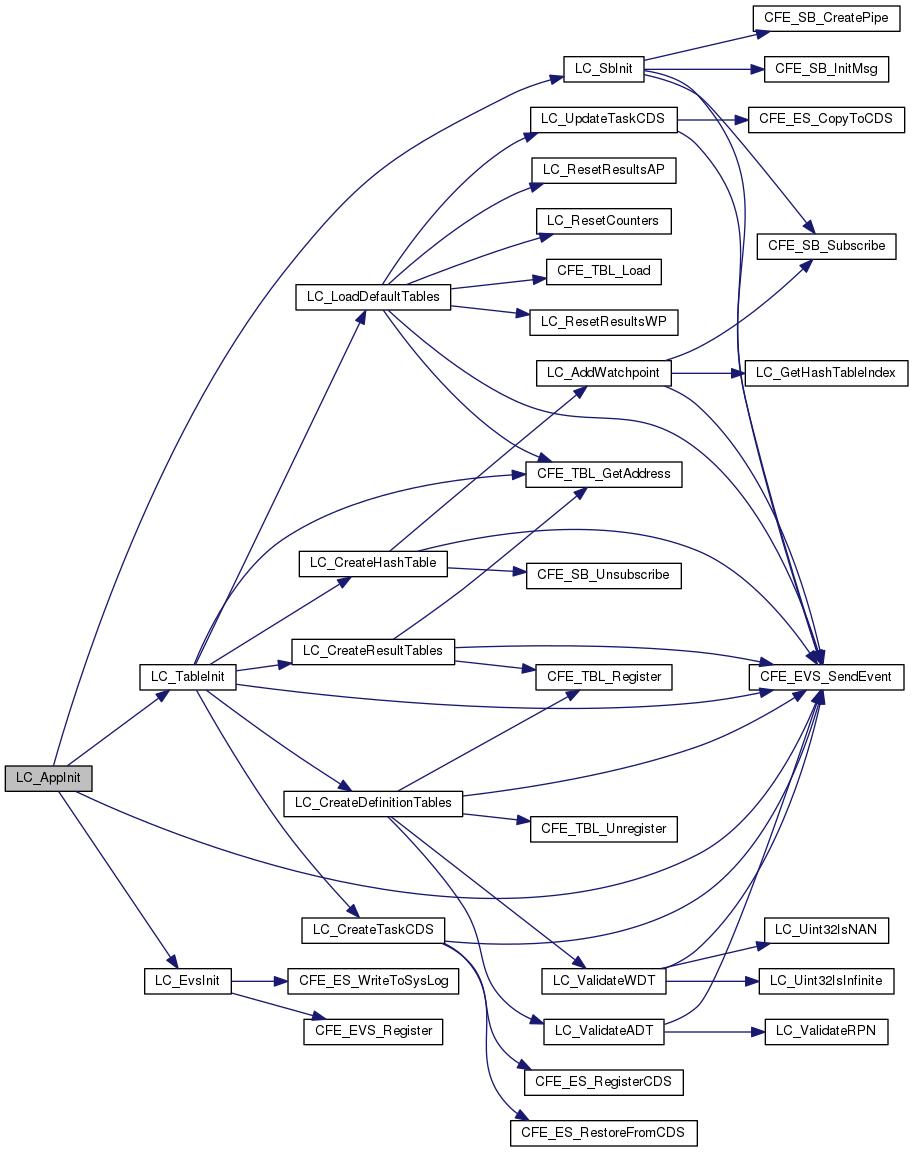 CFE_SB_CreatePipe
LC_SbInit
CFE_SB_InitMsg
LC_UpdateTaskCDS
CFE_ES_CopyToCDS
LC_ResetResultsAP
LC_ResetCounters
CFE_SB_Subscribe
CFE_TBL_Load
LC_LoadDefaultTables
LC_ResetResultsWP
LC_AddWatchpoint
LC_GetHashTableIndex
CFE_TBL_GetAddress
LC_CreateHashTable
CFE_SB_Unsubscribe
LC_CreateResultTables
LC_TableInit
CFE_TBL_Register
CFE_EVS_SendEvent
LC_AppInit
LC_CreateDefinitionTables
CFE_TBL_Unregister
LC_CreateTaskCDS
LC_Uint32IsNAN
LC_EvsInit
CFE_ES_WriteToSysLog
LC_ValidateWDT
LC_Uint32IsInfinite
CFE_EVS_Register
LC_ValidateADT
LC_ValidateRPN
CFE_ES_RegisterCDS
CFE_ES_RestoreFromCDS